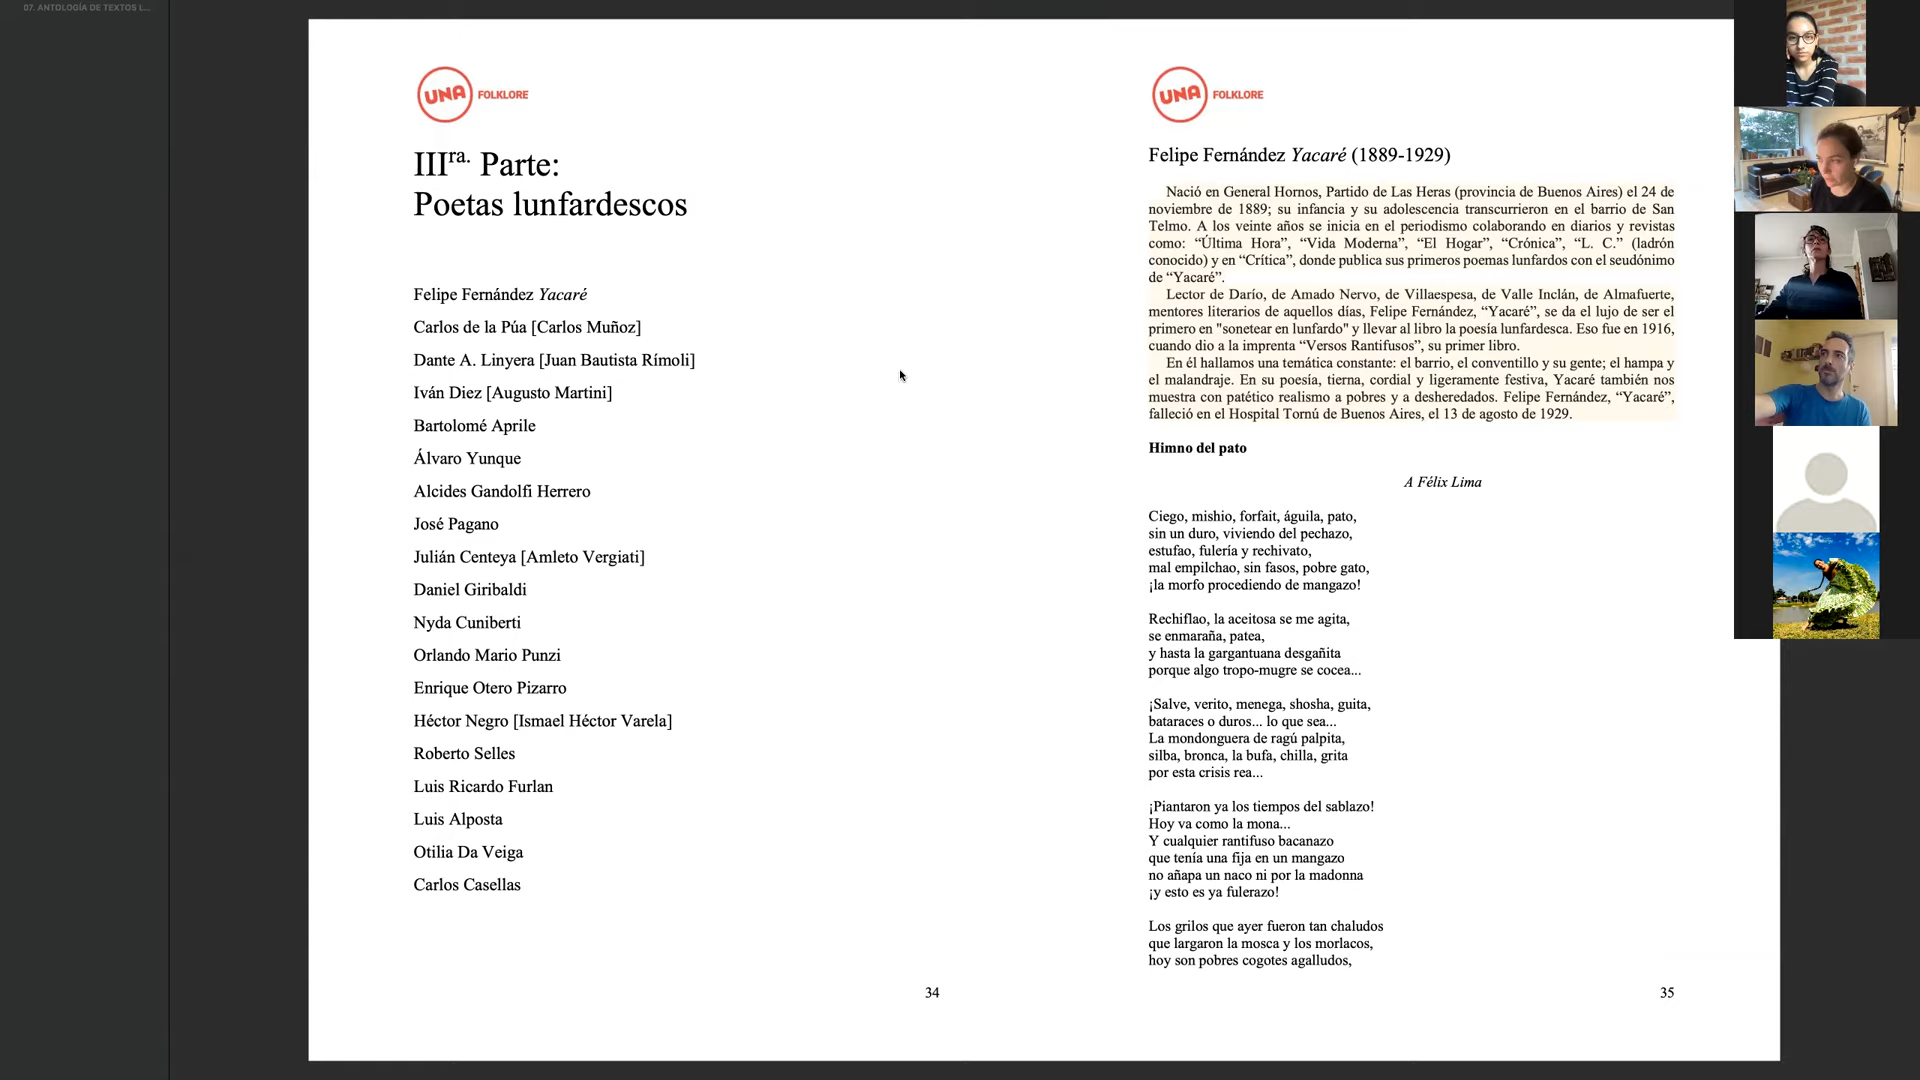 07. ANTOLOGÍA DE TEXTOS L...
UNA FOLKLORE
IIIra. Parte:
Poetas lunfardescos
Felipe Fernández Yacaré
Carlos de la Púa [Carlos Muñoz]
Dante A. Linyera [Juan Bautista Rímoli]
Iván Diez [Augusto Martini]
Bartolomé Aprile
Álvaro Yunque
Alcides Gandolfi Herrero
José Pagano
Julián Centeya [Amleto Vergiati]
Daniel Giribaldi
Nyda Cuniberti
Orlando Mario Punzi
Enrique Otero Pizarro
Héctor Negro [Ismael Héctor Varela]
Roberto Selles
Luis Ricardo Furlan
Luis Alposta
Otilia Da Veiga
Carlos Casellas
34
UNA FOLKLORE
Felipe Fernández Yacaré (1889-1929)
Nació en General Hornos, Partido de Las Heras (provincia de Buenos Aires) el 24 de
noviembre de 1889; su infancia y su adolescencia transcurrieron en el barrio de San
Telmo. A los veinte años se inicia en el periodismo colaborando en diarios y revistas
como: “Última Hora”, “Vida Moderna”, “El Hogar”, “Crónica”, “L. C.” (ladrón
conocido) y en “Crítica”, donde publica sus primeros poemas lunfardos con el seudónimo
de “Yacaré”.
Lector de Darío, de Amado Nervo, de Villaespesa, de Valle Inclán, de Almafuerte,
mentores literarios de aquellos días, Felipe Fernández, “Yacaré”, se da el lujo de ser el
primero en "sonetear en lunfardo" y llevar al libro la poesía lunfardesca. Eso fue en 1916,
cuando dio a la imprenta “Versos Rantifusos”, su primer libro.
En él hallamos una temática constante: el barrio, el conventillo y su gente; el hampa y
el malandraje. En su poesía, tierna, cordial y ligeramente festiva, Yacaré también nos
muestra con patético realismo a pobres y a desheredados. Felipe Fernández, “Yacaré”,
falleció en el Hospital Tornú de Buenos Aires, el 13 de agosto de 1929.
Himno del pato
A Félix Lima
Ciego, mishio, forfait, águila, pato,
sin un duro, viviendo del pechazo,
estufao, fulería y rechivato,
mal empilchao, sin fasos, pobre gato,
¡la morfo procediendo de mangazo!
Rechiflao, la aceitosa se me agita,
se enmaraña, patea,
y hasta la gargantuana desgañita
porque algo tropo-mugre se cocea...
¡Salve, verito, menega, shosha, guita,
bataraces o duros... lo que sea...
La mondonguera de ragú palpita,
silba, bronca, la bufa, chilla, grita
por esta crisis rea...
¡Piantaron ya los tiempos del sablazo!
Hoy va como la mona...
Y cualquier rantifuso bacanazo
que tenía una fija en un mangazo
no añapa un naco ni por la madonna
¡y esto es ya fulerazo!
Los grilos que ayer fueron tan chaludos
que largaron la mosca y los morlacos,
hoy son pobres cogotes agalludos,
35